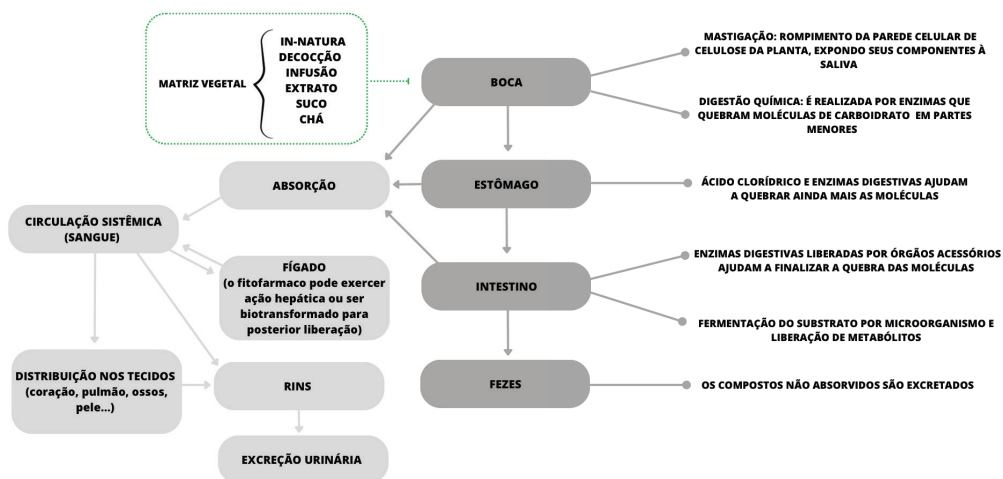 MATRIZ VEGETAL
IN-NATURA
DECOCÇÃO
INFUSÃO
EXTRATO
SUCO
CHÁ
BOCA
MASTIGAÇÃO: ROMPIMENTO DA PAREDE CELULAR DE
CELULOSE DA PLANTA, EXPONDO SEUS COMPONENTES À
SALIVA
DIGESTÃO QUÍMICA: É REALIZADA POR ENZIMAS QUE
QUEBRAM MOLÉCULAS DE CARBOIDRATO EM PARTES
MENORES
ABSORÇÃO
ESTÔMAGO
ÁCIDO CLORÍDRICO E ENZIMAS DIGESTIVAS AJUDAM
A QUEBRAR AINDA MAIS AS MOLÉCULAS
CIRCULAÇÃO SISTÊMICA
(SANGUE)
FÍGADO
(o fitofarmaco pode exercer
ação hepática ou ser
biotransformado para
posterior liberação)
INTESTINO
ENZIMAS DIGESTIVAS LIBERADAS POR ÓRGÃOS ACESSÓRIOS
AJUDAM A FINALIZAR A QUEBRA DAS MOLÉCULAS
FERMENTAÇÃO DO SUBSTRATO POR MICROORGANISMO E
LIBERAÇÃO DE METABÓLITOS
DISTRIBUIÇÃO NOS TECIDOS
(coração, pulmão, ossos,
pele...)
RINS
FEZES
OS COMPOSTOS NÃO ABSORVIDOS SÃO EXCRETADOS
EXCREÇÃO URINÁRIA